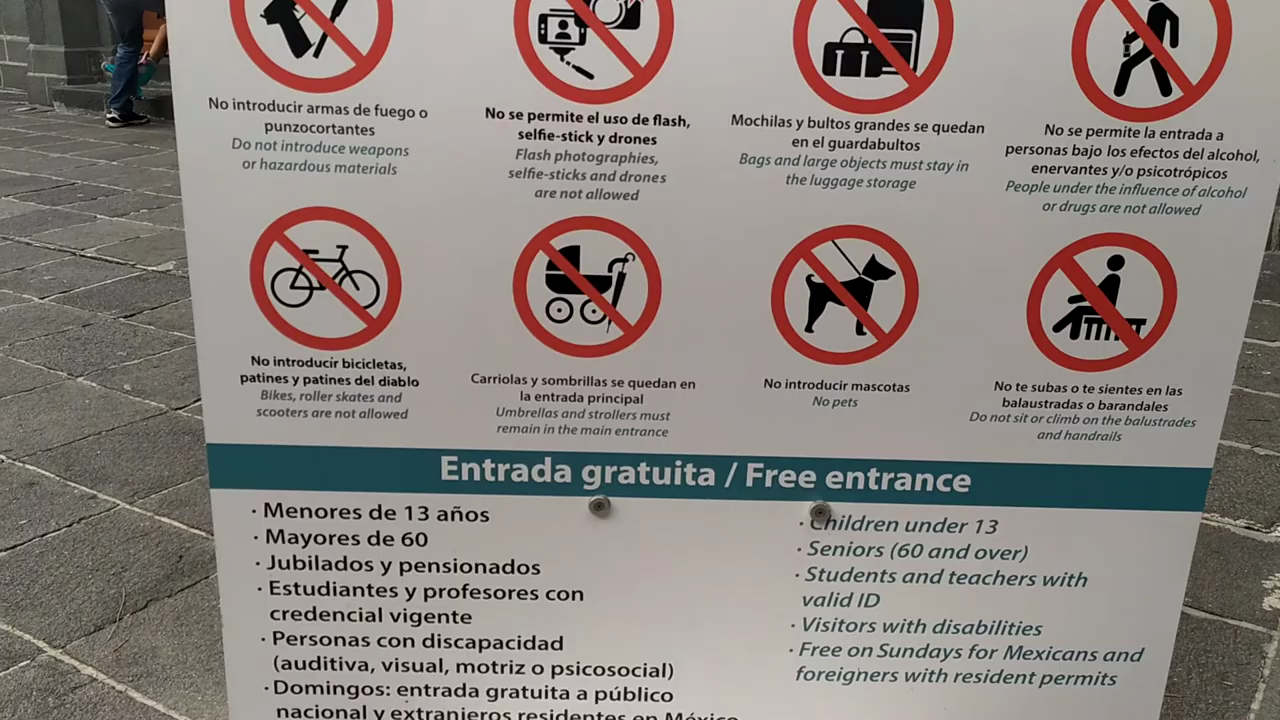 No introducir armas de fuego o
punzocortantes
Do not introduce weapons
or hazardous materials
No se permite el uso de flash,
selfie-stick y drones
Flash photographies,
selfie-sticks and drones
are not allowed
Mochilas y bultos grandes se quedan
en el guardabultos
Bags and large objects must stay in
the luggage storage
No se permite la entrada a
personas bajo los efectos del alcohol,
enervantes y/o psicotrópicos
People under the influence of alcohol
or drugs are not allowed
No introducir bicicletas,
patines y patines del diablo
Bikes, roller skates and
scooters are not allowed
Carriolas y sombrillas se quedan en
la entrada principal
Umbrellas and strollers must
remain in the main entrance
No introducir mascotas
No pets
No te subas o te sientes en las
balaustradas o barandales
Do not sit or climb on the balustrades
and handrails
Entrada gratuita / Free entrance
· Menores de 13 años
· Mayores de 60
· Jubilados y pensionados
· Estudiantes y profesores con
credencial vigente
· Personas con discapacidad
(auditiva, visual, motriz o psicosocial)
· Domingos: entrada gratuita a público
nacional y extranjeros residentes en México
· Children under 13
· Seniors (60 and over)
· Students and teachers with
valid ID
· Visitors with disabilities
· Free on Sundays for Mexicans and
foreigners with resident permits